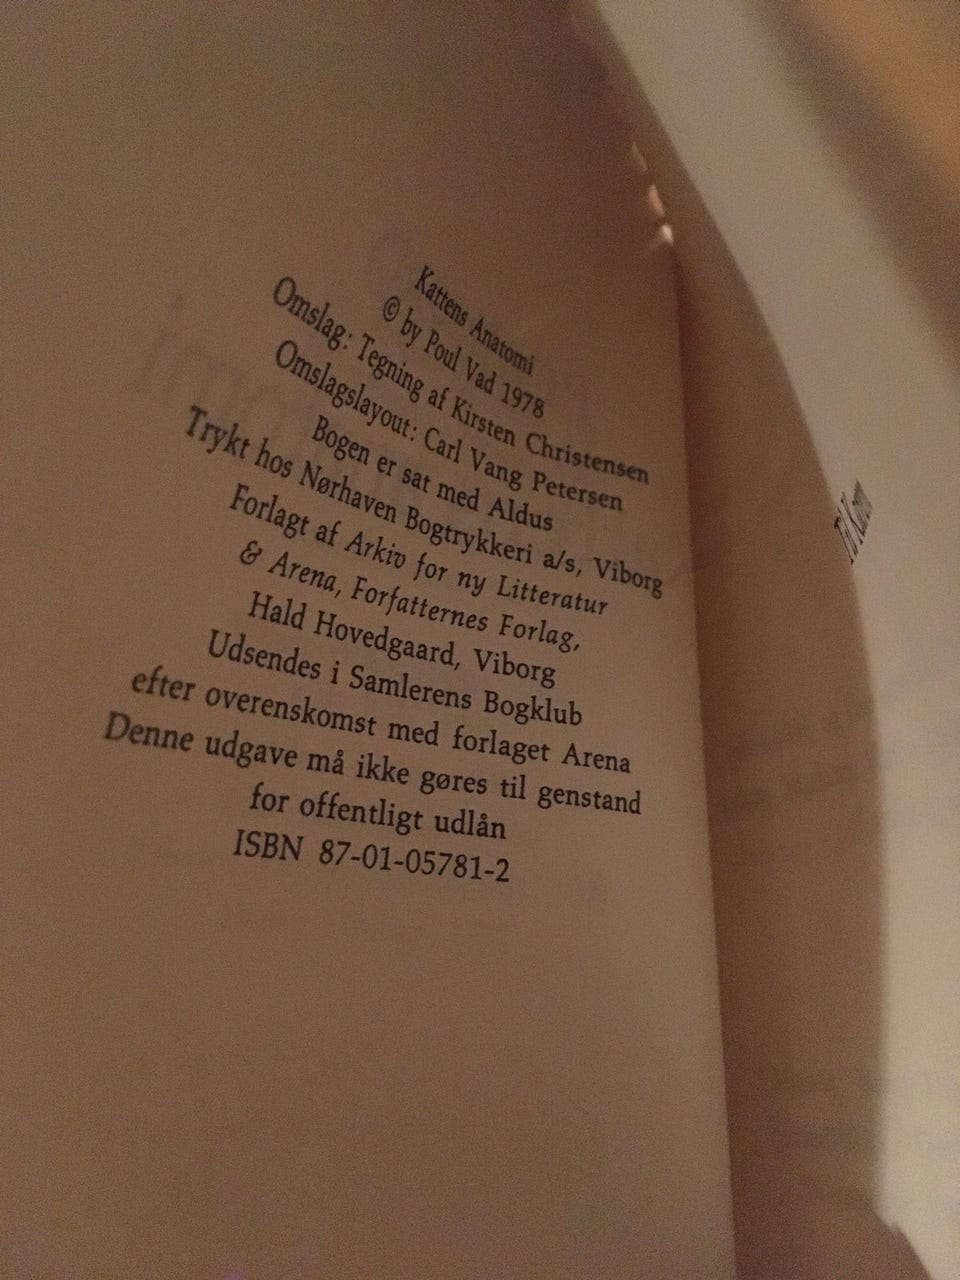 Kattens Anatomi
© by Poul Vad 1978
Omslag: Tegning af Kirsten Christensen
Omslagslayout: Carl Vang Petersen
Bogen er sat med Aldus
Trykt hos Nørhaven Bogtrykkeri a/s, Viborg
Forlagt af Arkiv for ny Litteratur
& Arena, Forfatternes Forlag,
Hald Hovedgaard, Viborg
Udsendes i Samlerens Bogklub
efter overenskomst med forlaget Arena
Denne udgave må ikke gøres til genstand
for offentligt udlån
ISBN 87-01-05781-2
Til